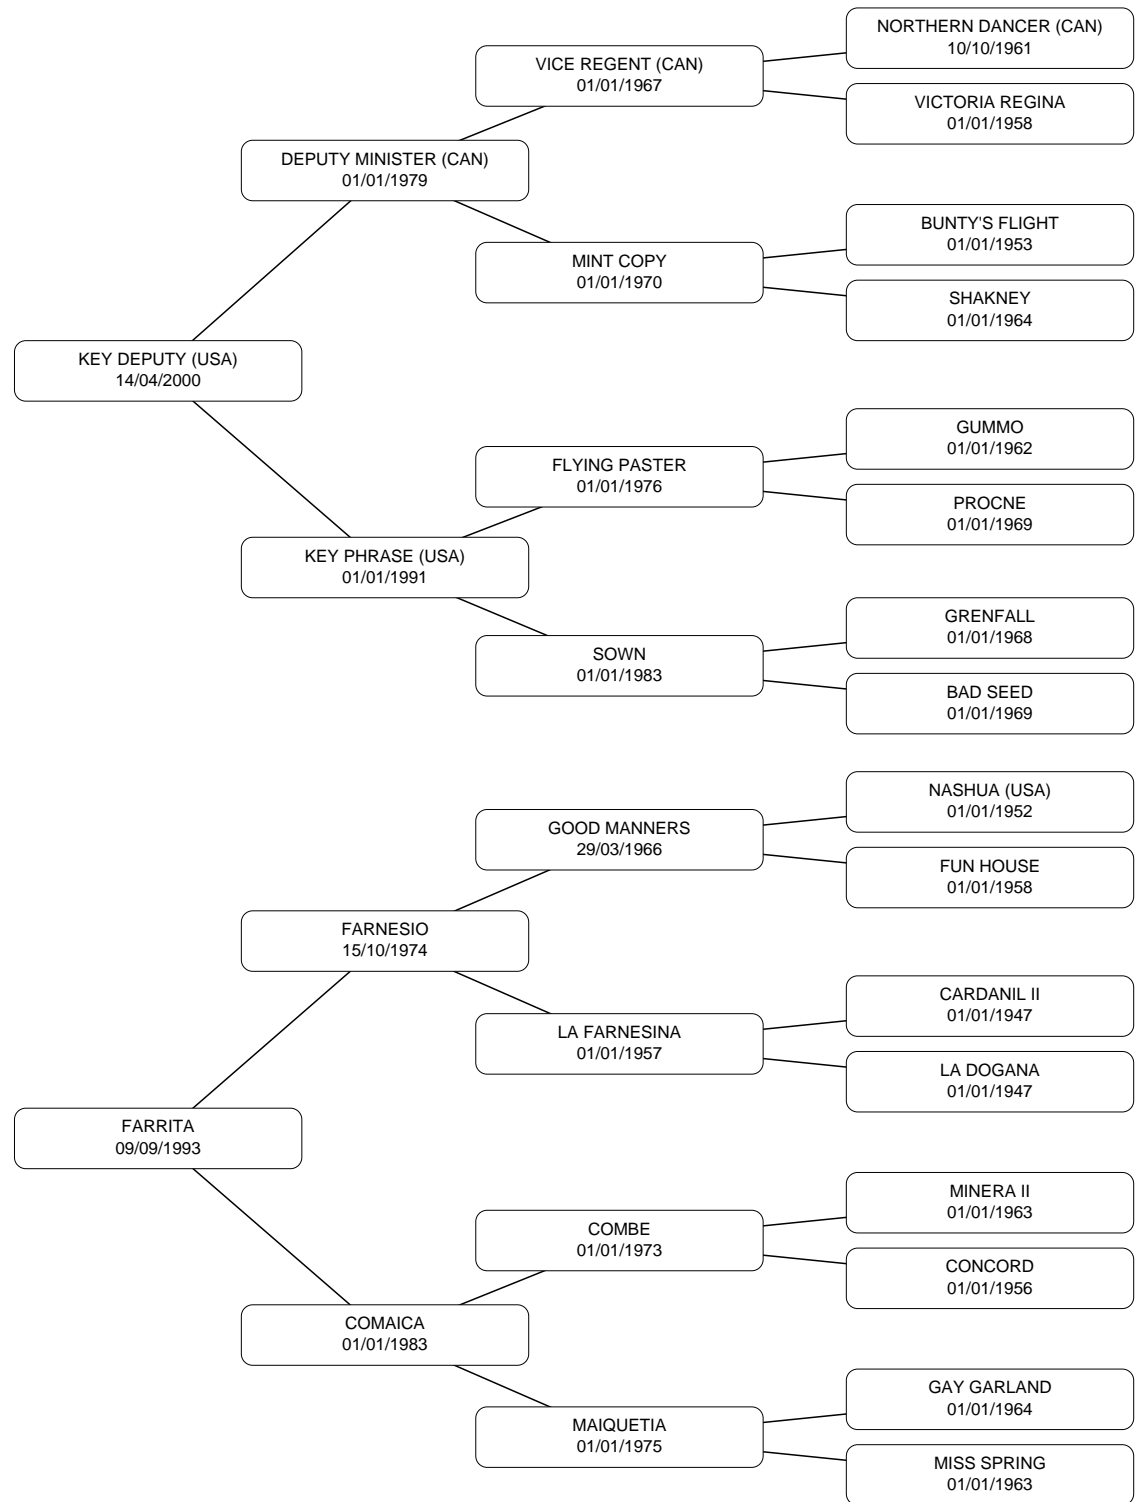 NORTHERN DANCER (CAN)
10/10/1961
VICE REGENT (CAN)
01/01/1967
VICTORIA REGINA
01/01/1958
DEPUTY MINISTER (CAN)
01/01/1979
BUNTY'S FLIGHT
01/01/1953
MINT COPY
01/01/1970
SHAKNEY
01/01/1964
KEY DEPUTY (USA)
14/04/2000
GUMMO
01/01/1962
FLYING PASTER
01/01/1976
PROCNE
01/01/1969
KEY PHRASE (USA)
01/01/1991
GRENFALL
01/01/1968
SOWN
01/01/1983
BAD SEED
01/01/1969
NASHUA (USA)
01/01/1952
GOOD MANNERS
29/03/1966
FUN HOUSE
01/01/1958
FARNESIO
15/10/1974
CARDANIL II
01/01/1947
LA FARNESINA
01/01/1957
LA DOGANA
01/01/1947
FARRITA
09/09/1993
MINERA II
01/01/1963
COMBE
01/01/1973
CONCORD
01/01/1956
COMAICA
01/01/1983
GAY GARLAND
01/01/1964
MAIQUETIA
01/01/1975
MISS SPRING
01/01/1963